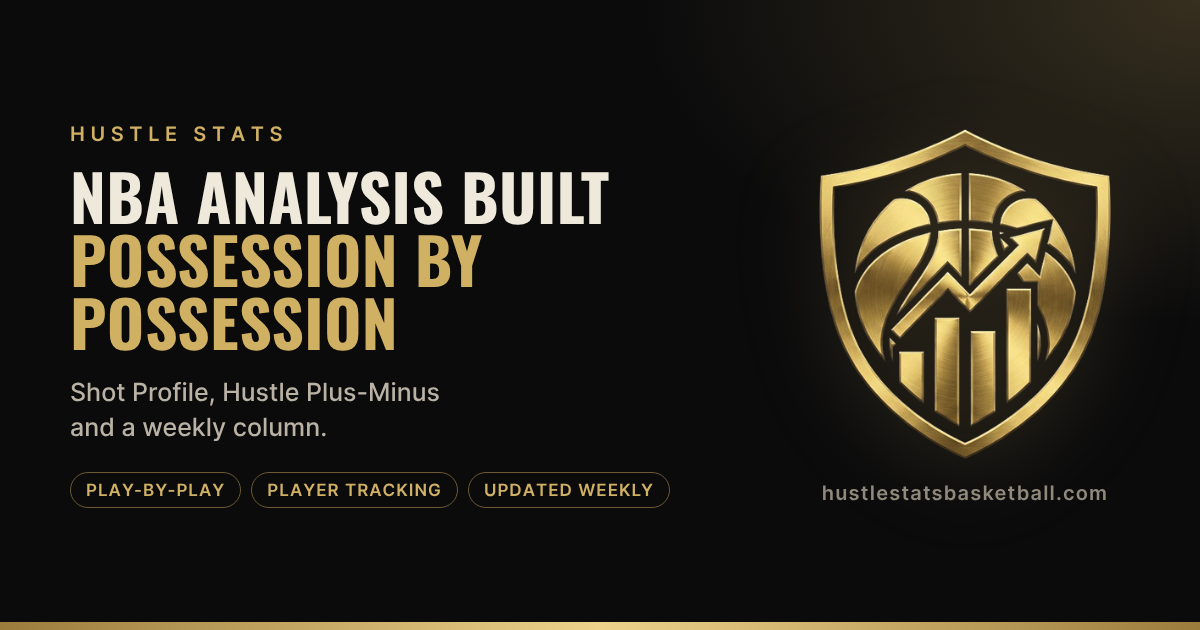 HUSTLE STATS
NBA ANALYSIS BUILT
POSSESSION BY
POSSESSION
Shot Profile, Hustle Plus-Minus
and a weekly column.
PLAY-BY-PLAY
PLAYER TRACKING
UPDATED WEEKLY
hustlestatsbasketball.com